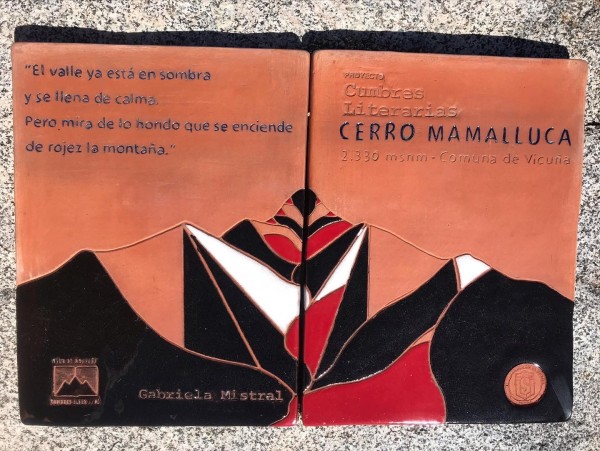 "El valle ya está en sombra
y se llena de calma.
Pero mira de lo hondo que se enciende
de rojez la montaña."
Gabriela Mistral
PROYECTO
Cumbres
Literarias
CERRO MAMALLUCA
2.330 msnm - Comuna de Vicuña